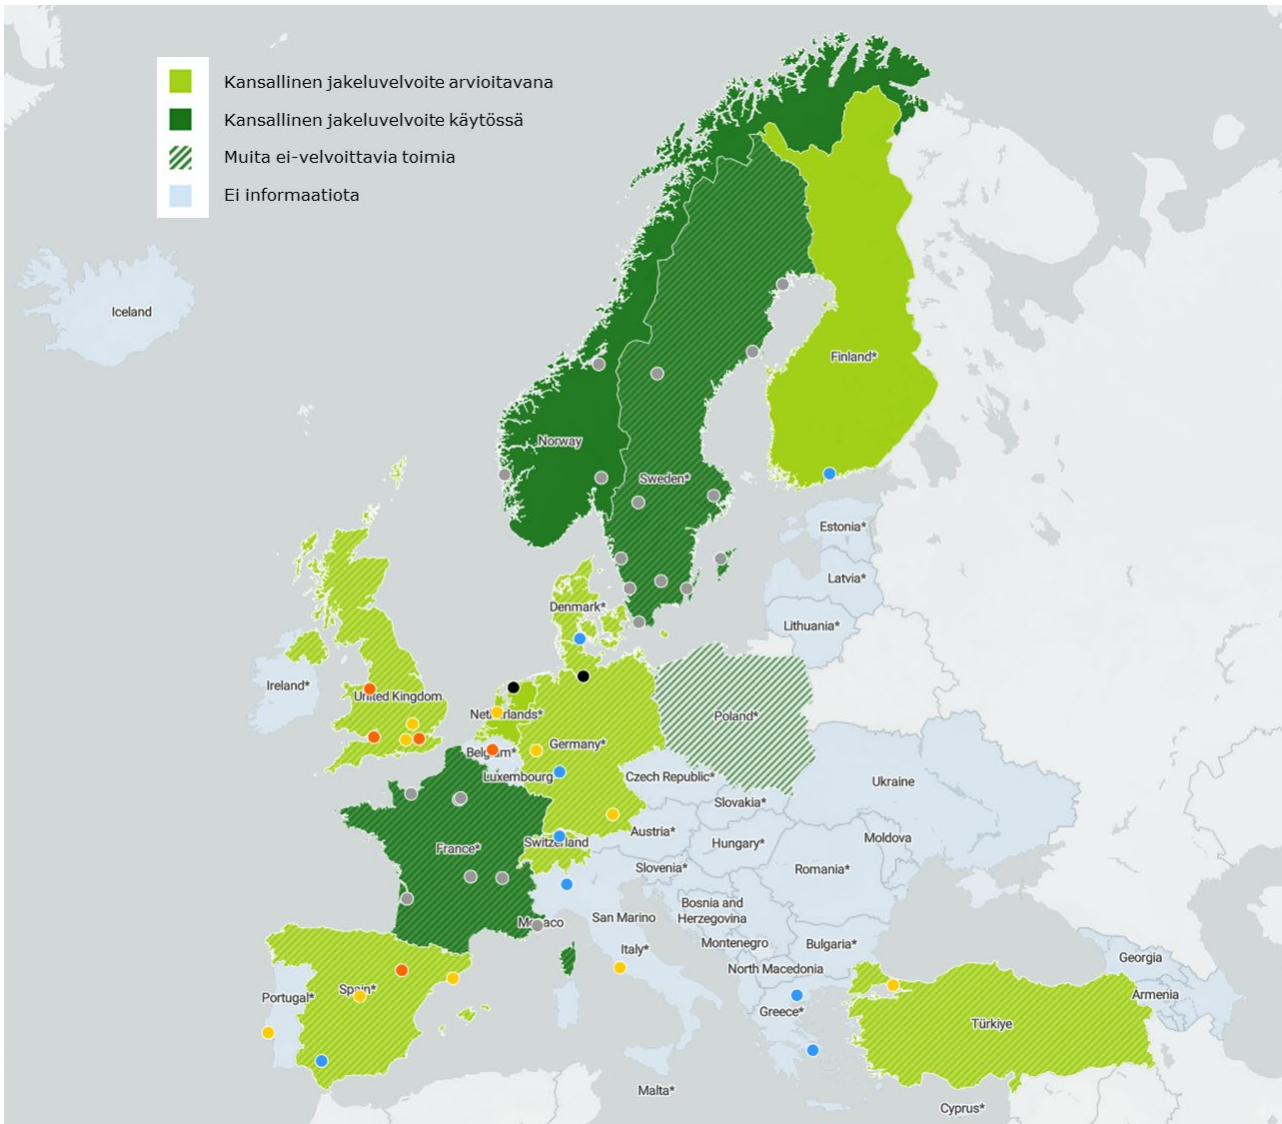 Kansallinen jakeluvelvoite arvioitavana
Kansallinen jakeluvelvoite käytössä
Muita ei-velvoittavia toimia
Ei informaatiota
Iceland
Finland*
Norway
Sweden*
Estonia*
Latvia*
Denmark*
Lithuania*
Ireland*
United Kingdom
Netherlands*
Poland*
Germany*
Belgium*
Luxembourg
Czech Republic*
Ukraine
Slovakia*
Austria*
Moldova
Switzerland
Hungary*
France*
Slovenia*
Romania*
Bosnia and
Herzegovina
San Marino
Monaco
Montenegro
Bulgaria*
Italy*
Georgia
North Macedonia
Spain*
Portugal*
Armenia
Greece*
Türkiye
Malta*
Cyprus*